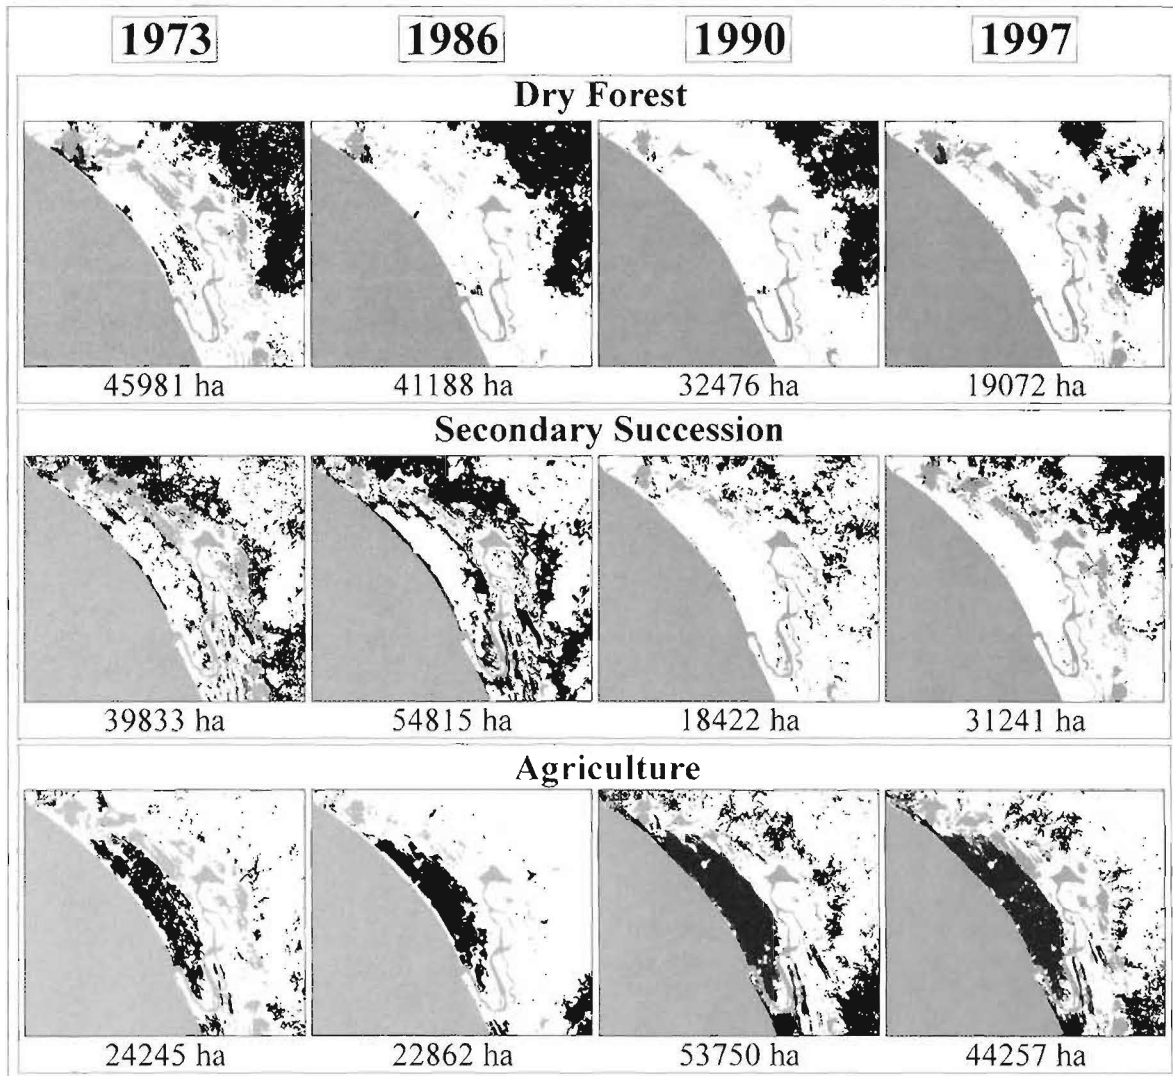 1973 1986 1990 1997
Dry Forest
45981 ha 41188 ha 32476 ha 19072 ha
Secondary Succession
39833 ha 54815 ha 18422 ha 31241 ha
Agriculture
24245 ha 22862 ha 53750 ha 44257 ha